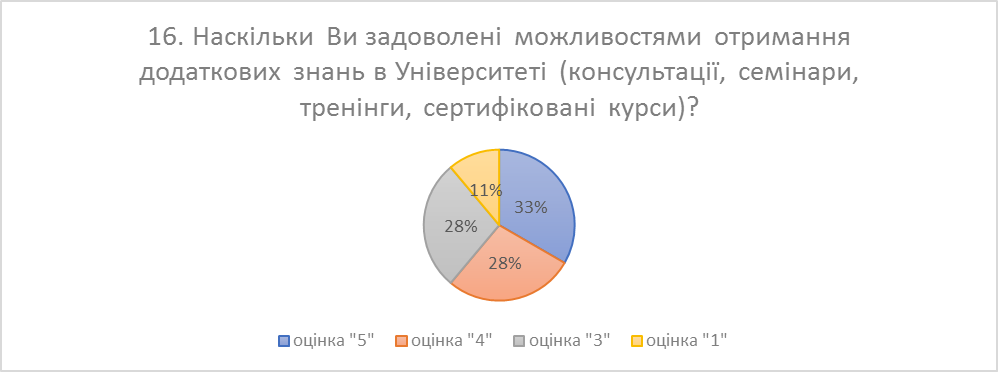 16. Наскільки Ви задоволені можливостями отримання
додаткових знань в Університеті (консультації, семінари,
тренінги, сертифіковані курси)?
11%
33%
28%
28%
оцінка "5" оцінка "4" оцінка "3" оцінка "1"